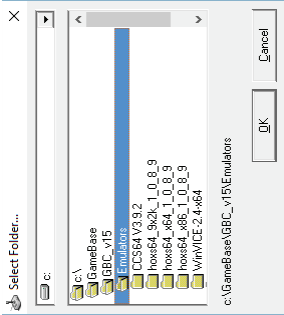 Select Folder...
c:
c:\
GameBase
GBC_v15
Emulators
CCS64 V3.9.2
hoxs64_9x2k_1_0_8_9
hoxs64_x64_1_0_8_9
hoxs64_x86_1_0_8_9
WinVICE-2.4-x64
c:\GameBase\GBC_v15\Emulators
OK
Cancel